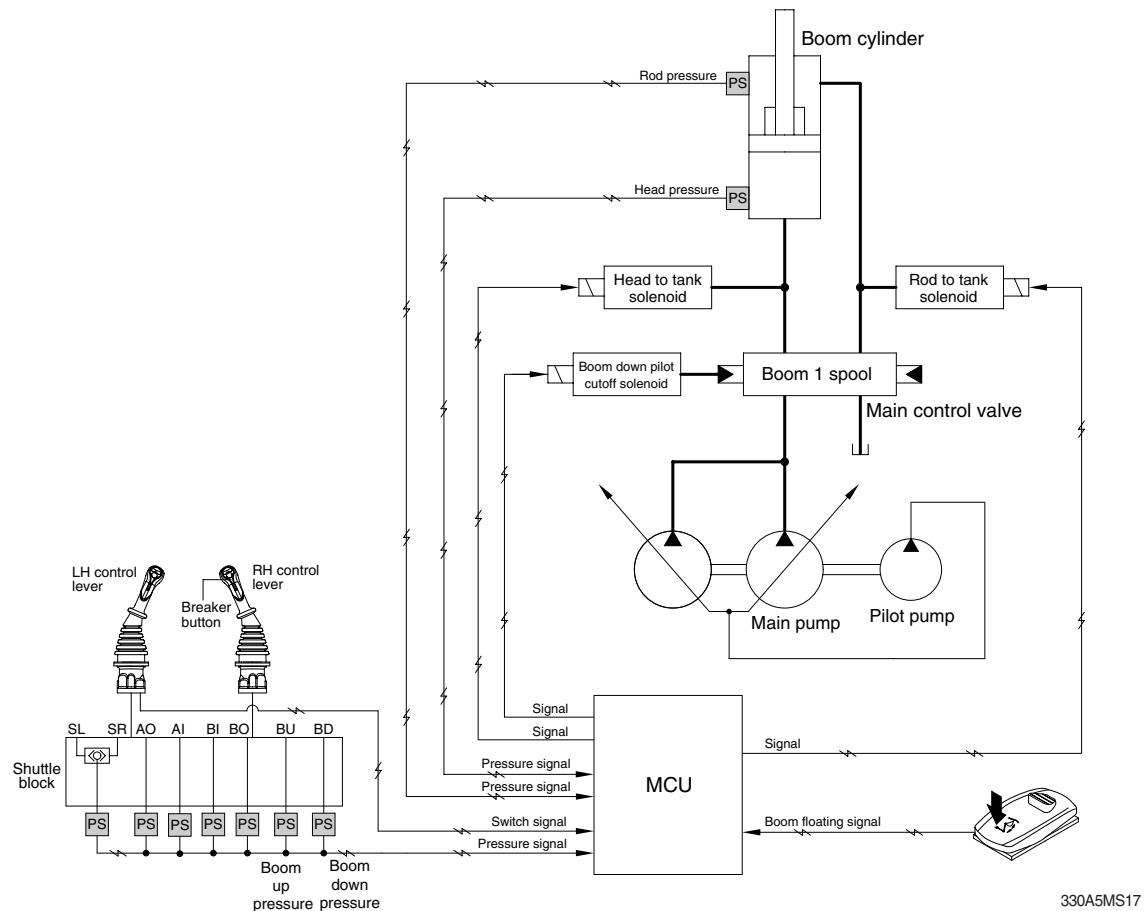 Boom cylinder
Rod pressure
PS
Head pressure
PS
Head to tank
solenoid
Rod to tank
solenoid
Boom down pilot
cutoff solenoid
Boom 1 spool
Main control valve
LH control
lever
RH control
lever
Breaker
button
Main pump
Pilot pump
Signal
Signal
Signal
SL SR AO AI BI BO BU BD
Shuttle
block
Pressure signal
Pressure signal
MCU
PS PS PS PS PS PS PS
Switch signal
Boom floating signal
Pressure signal
Boom
up
pressure
Boom
down
pressure
330A5MS17